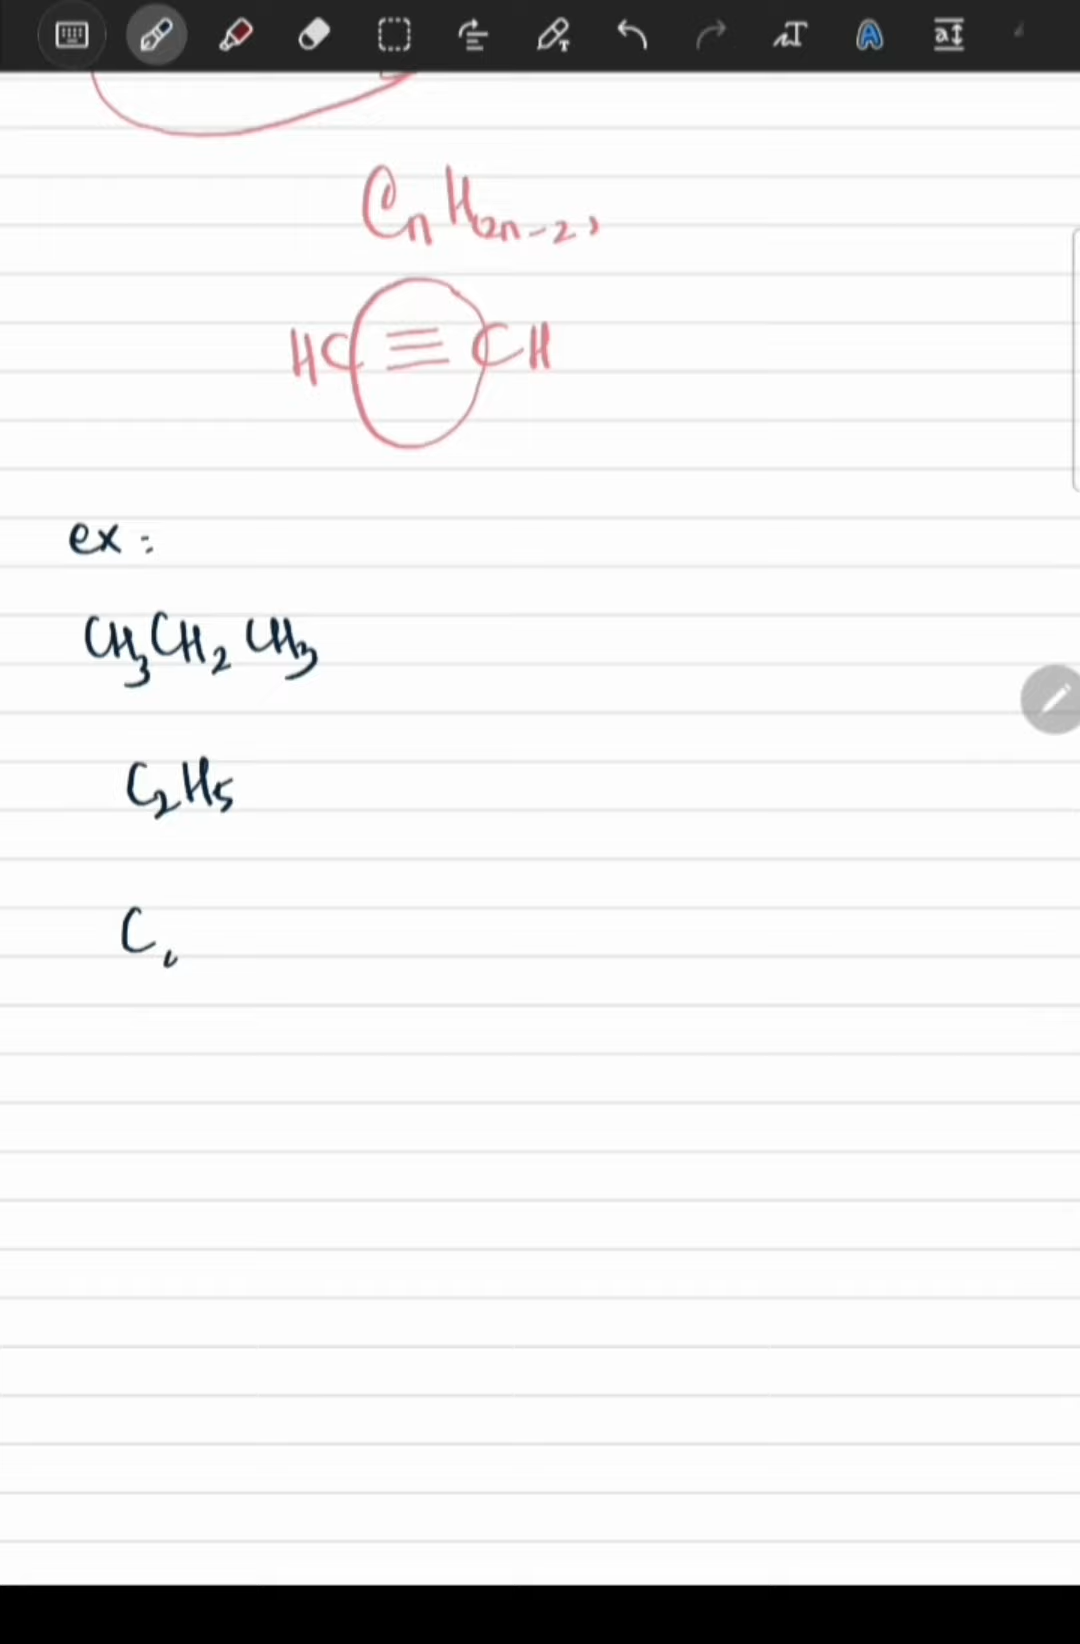 CₙH₂ₙ₋₂,
HC≡CH
ex :
CH₃CH₂CH₃
C₂H₅
C